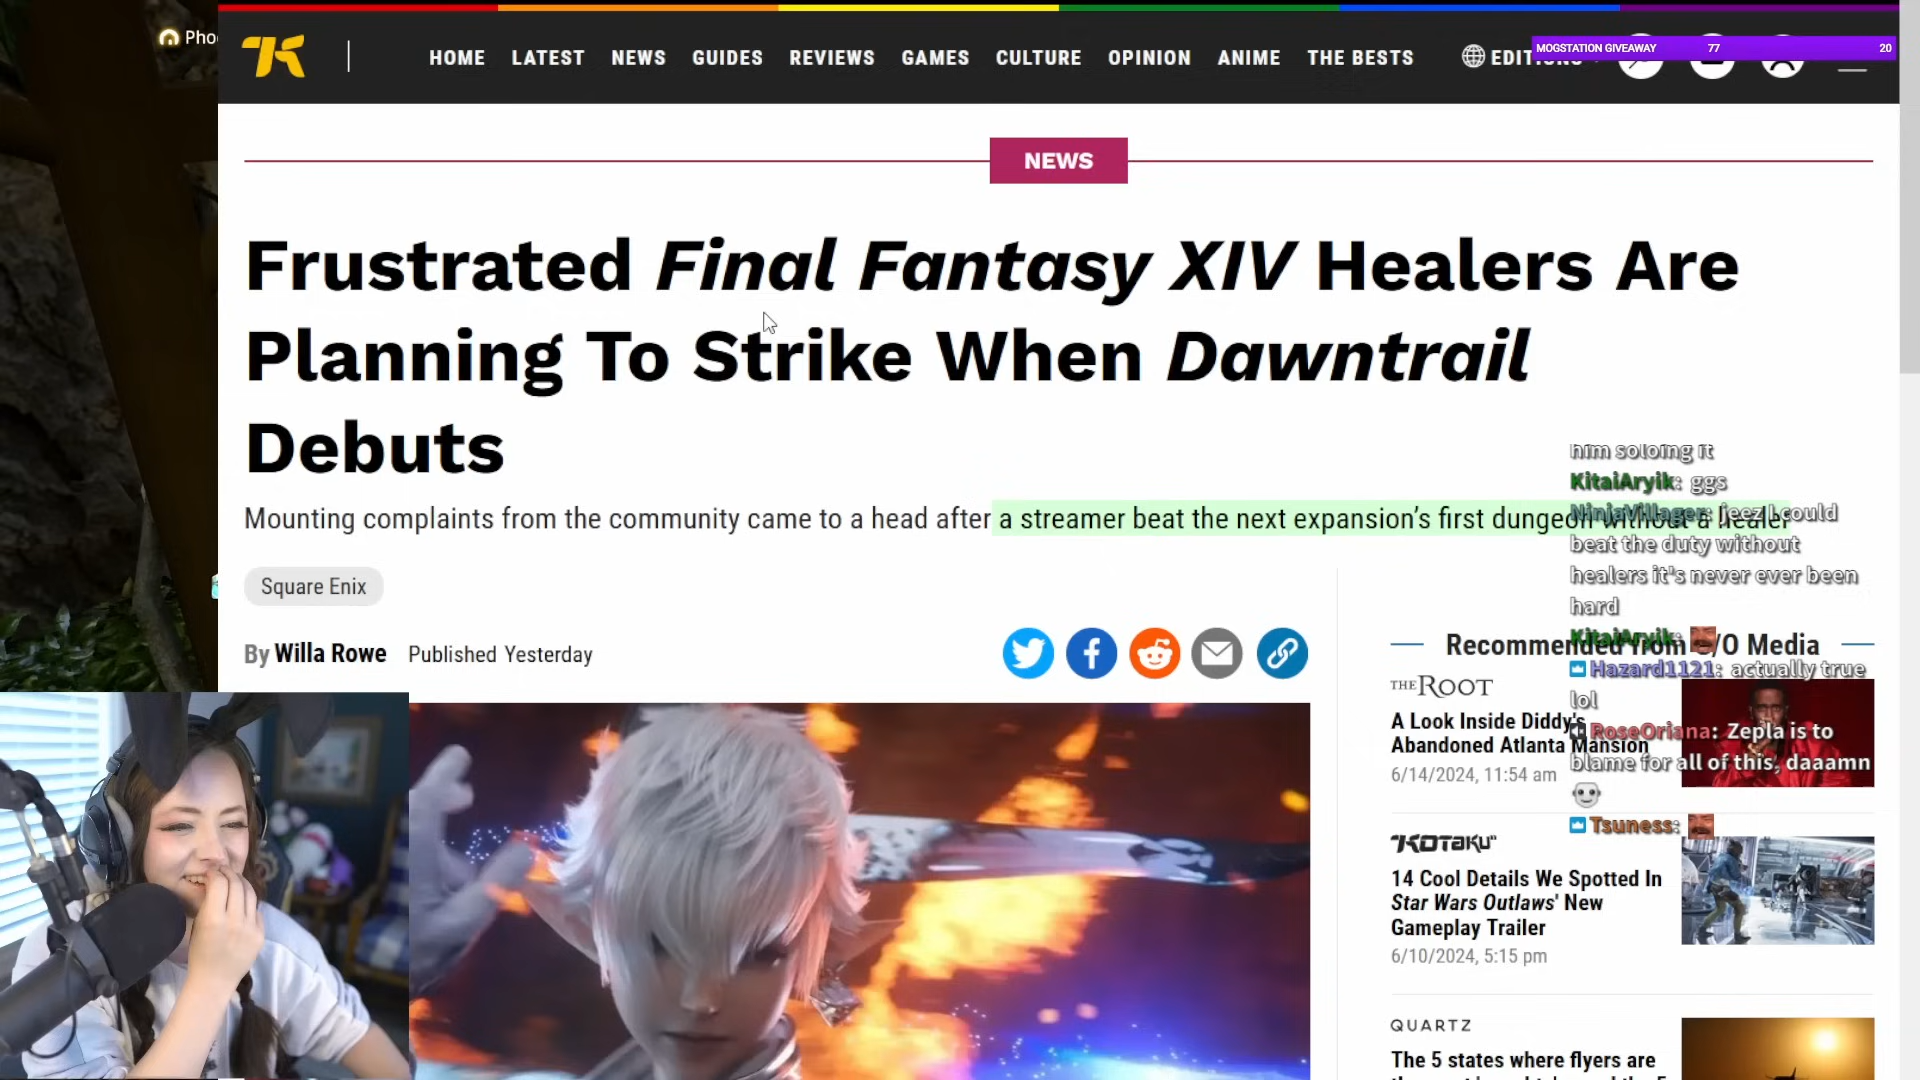 Pho
HOME LATEST NEWS GUIDES REVIEWS GAMES CULTURE OPINION ANIME THE BESTS EDITIONS
MOGSTATION GIVEAWAY 77 20
NEWS
Frustrated Final Fantasy XIV Healers Are
Planning To Strike When Dawntrail
Debuts
Mounting complaints from the community came to a head after a streamer beat the next expansion's first dungeon without a healer
Square Enix
By Willa Rowe Published Yesterday
him soloing it
KitaiAryik: ggs
NinjaVillager: jeez I could
beat the duty without
healers it's never ever been
hard
KitaiAryik:
Hazard1121: actually true
lol
RoseOriana: Zepla is to
blame for all of this, daaamn
Tsuness:
Recommended from G/O Media
THE ROOT
A Look Inside Diddy's
Abandoned Atlanta Mansion
6/14/2024, 11:54 am
KOTAKU
14 Cool Details We Spotted In
Star Wars Outlaws' New
Gameplay Trailer
6/10/2024, 5:15 pm
QUARTZ
The 5 states where flyers are